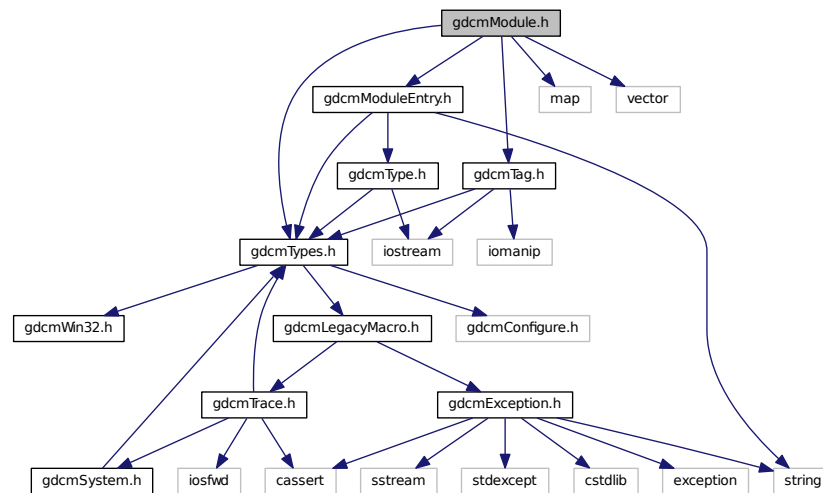 gdcmModule.h
gdcmModuleEntry.h
map
vector
gdcmType.h
gdcmTag.h
gdcmTypes.h
iostream
iomanip
gdcmWin32.h
gdcmLegacyMacro.h
gdcmConfigure.h
gdcmTrace.h
gdcmException.h
gdcmSystem.h
iosfwd
cassert
sstream
stdexcept
cstdlib
exception
string